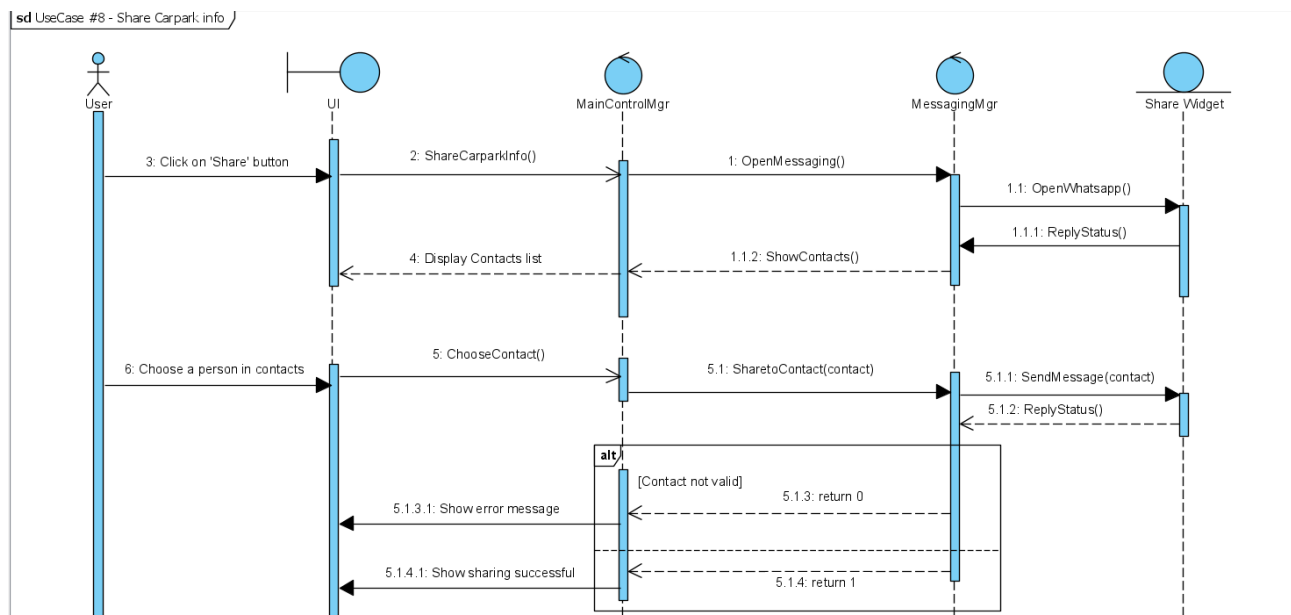 sd UseCase #8 - Share Carpark info
User
UI
MainControlMgr
MessagingMgr
Share Widget
3: Click on 'Share' button
2: ShareCarparkInfo()
1: OpenMessaging()
1.1: OpenWhatsapp()
1.1.1: ReplyStatus()
4: Display Contacts list
1.1.2: ShowContacts()
6: Choose a person in contacts
5: ChooseContact()
5.1: SharetoContact(contact)
5.1.1: SendMessage(contact)
5.1.2: ReplyStatus()
alt
[Contact not valid]
5.1.3: return 0
5.1.3.1: Show error message
5.1.4.1: Show sharing successful
5.1.4: return 1